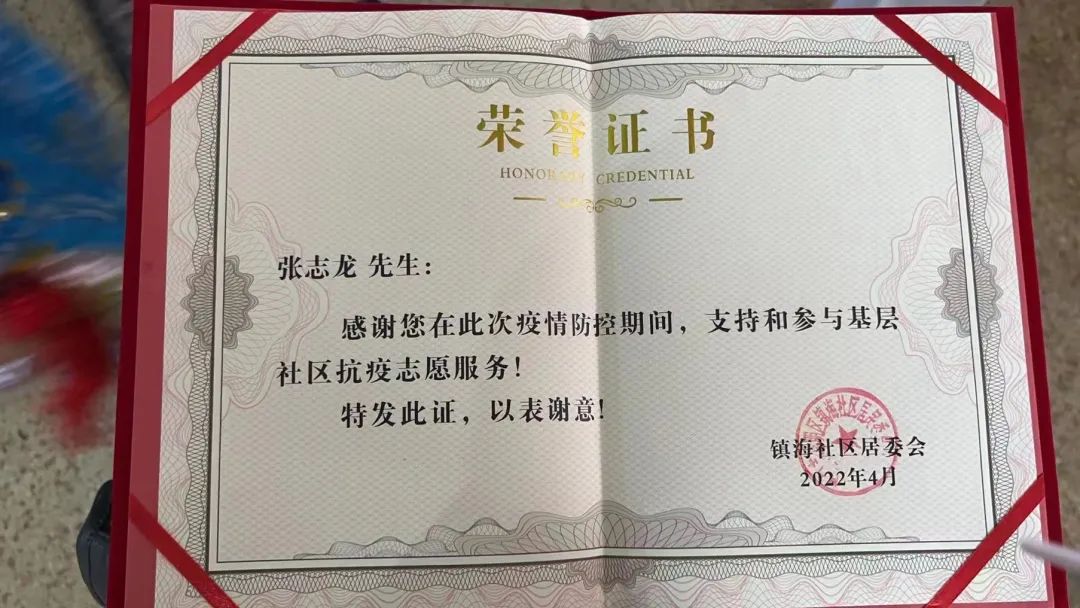 荣誉证书
HONORARY CREDENTIAL
张志龙 先生：
感谢您在此次疫情防控期间，支持和参与基层
社区抗疫志愿服务！
特发此证，以表谢意！
镇海社区居委会
2022年4月